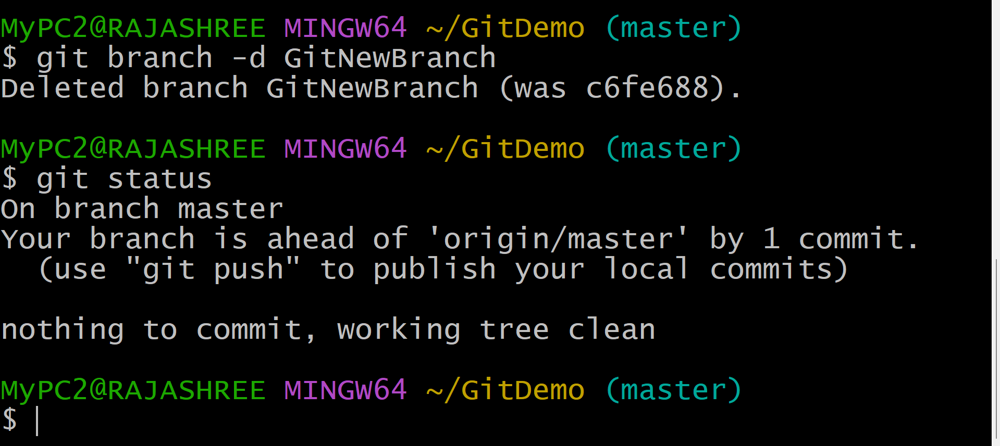 MyPC2@RAJASHREE MINGW64 ~/GitDemo (master)
$ git branch -d GitNewBranch
Deleted branch GitNewBranch (was c6fe688).
MyPC2@RAJASHREE MINGW64 ~/GitDemo (master)
$ git status
On branch master
Your branch is ahead of 'origin/master' by 1 commit.
  (use "git push" to publish your local commits)
nothing to commit, working tree clean
MyPC2@RAJASHREE MINGW64 ~/GitDemo (master)
$